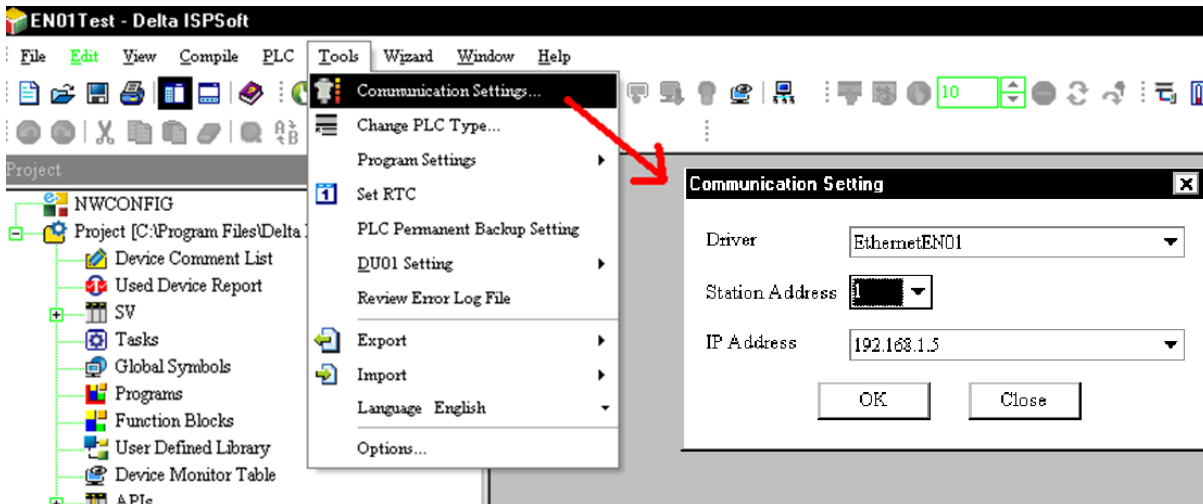 EN01Test - Delta ISPSoft
File Edit View Compile PLC Tools Wizard Window Help
10
Communication Settings...
Change PLC Type...
Program Settings
1 Set RTC
PLC Permanent Backup Setting
DU01 Setting
Review Error Log File
Export
Import
Language English
Options...
Project
NWCONFIG
Project [C:\Program Files\Delta
Device Comment List
Used Device Report
SV
Tasks
Global Symbols
Programs
Function Blocks
User Defined Library
Device Monitor Table
APIs
Communication Setting
Driver EthernetEN01
Station Address 1
IP Address 192.168.1.5
OK Close